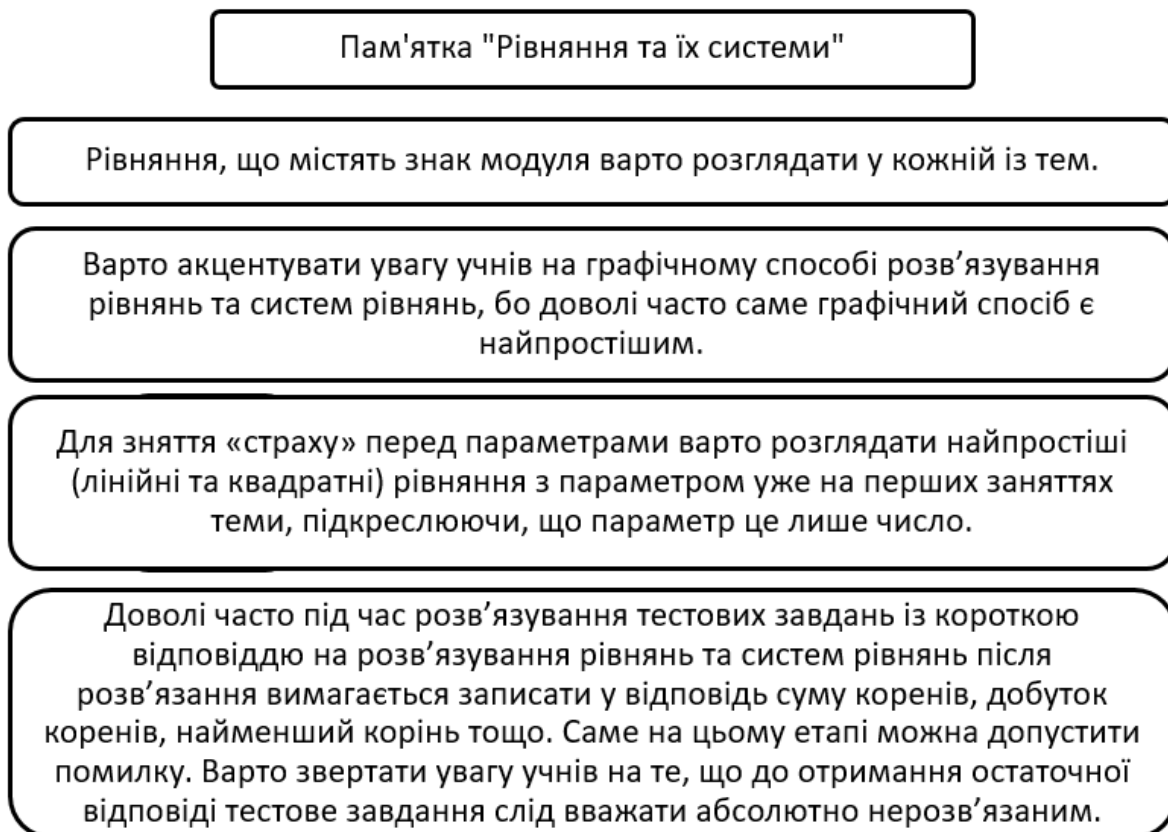 Пам'ятка "Рівняння та їх системи"
Рівняння, що містять знак модуля варто розглядати у кожній із тем.
Варто акцентувати увагу учнів на графічному способі розв’язування
рівнянь та систем рівнянь, бо доволі часто саме графічний спосіб є
найпростішим.
Для зняття «страху» перед параметрами варто розглядати найпростіші
(лінійні та квадратні) рівняння з параметром уже на перших заняттях
теми, підкреслюючи, що параметр це лише число.
Доволі часто під час розв’язування тестових завдань із короткою
відповіддю на розв’язування рівнянь та систем рівнянь після
розв’язання вимагається записати у відповідь суму коренів, добуток
коренів, найменший корінь тощо. Саме на цьому етапі можна допустити
помилку. Варто звертати увагу учнів на те, що до отримання остаточної
відповіді тестове завдання слід вважати абсолютно нерозв’язаним.